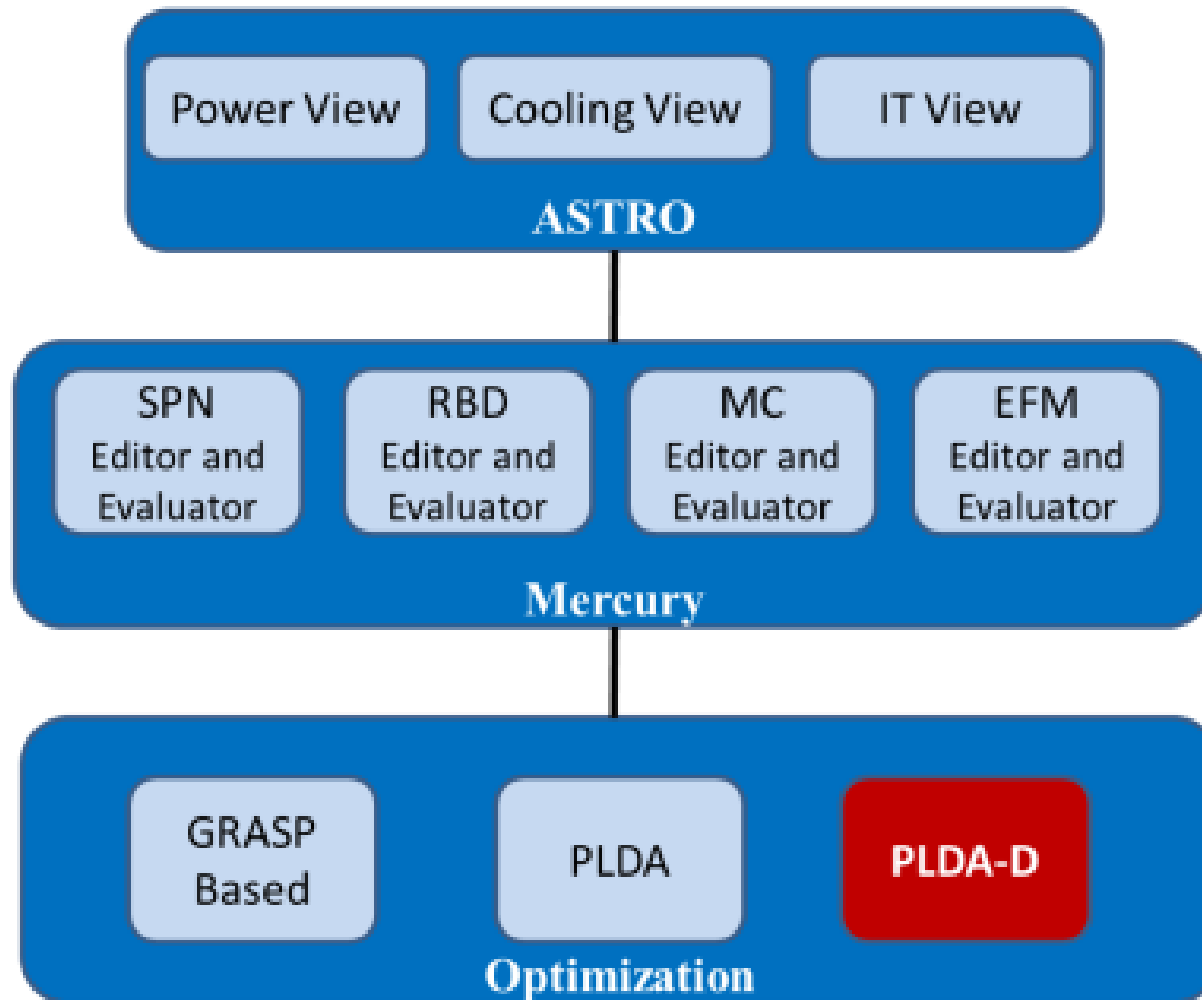 Power View
Cooling View
IT View
ASTRO
SPN
Editor and
Evaluator
RBD
Editor and
Evaluator
MC
Editor and
Evaluator
EFM
Editor and
Evaluator
Mercury
GRASP
Based
PLDA
PLDA-D
Optimization